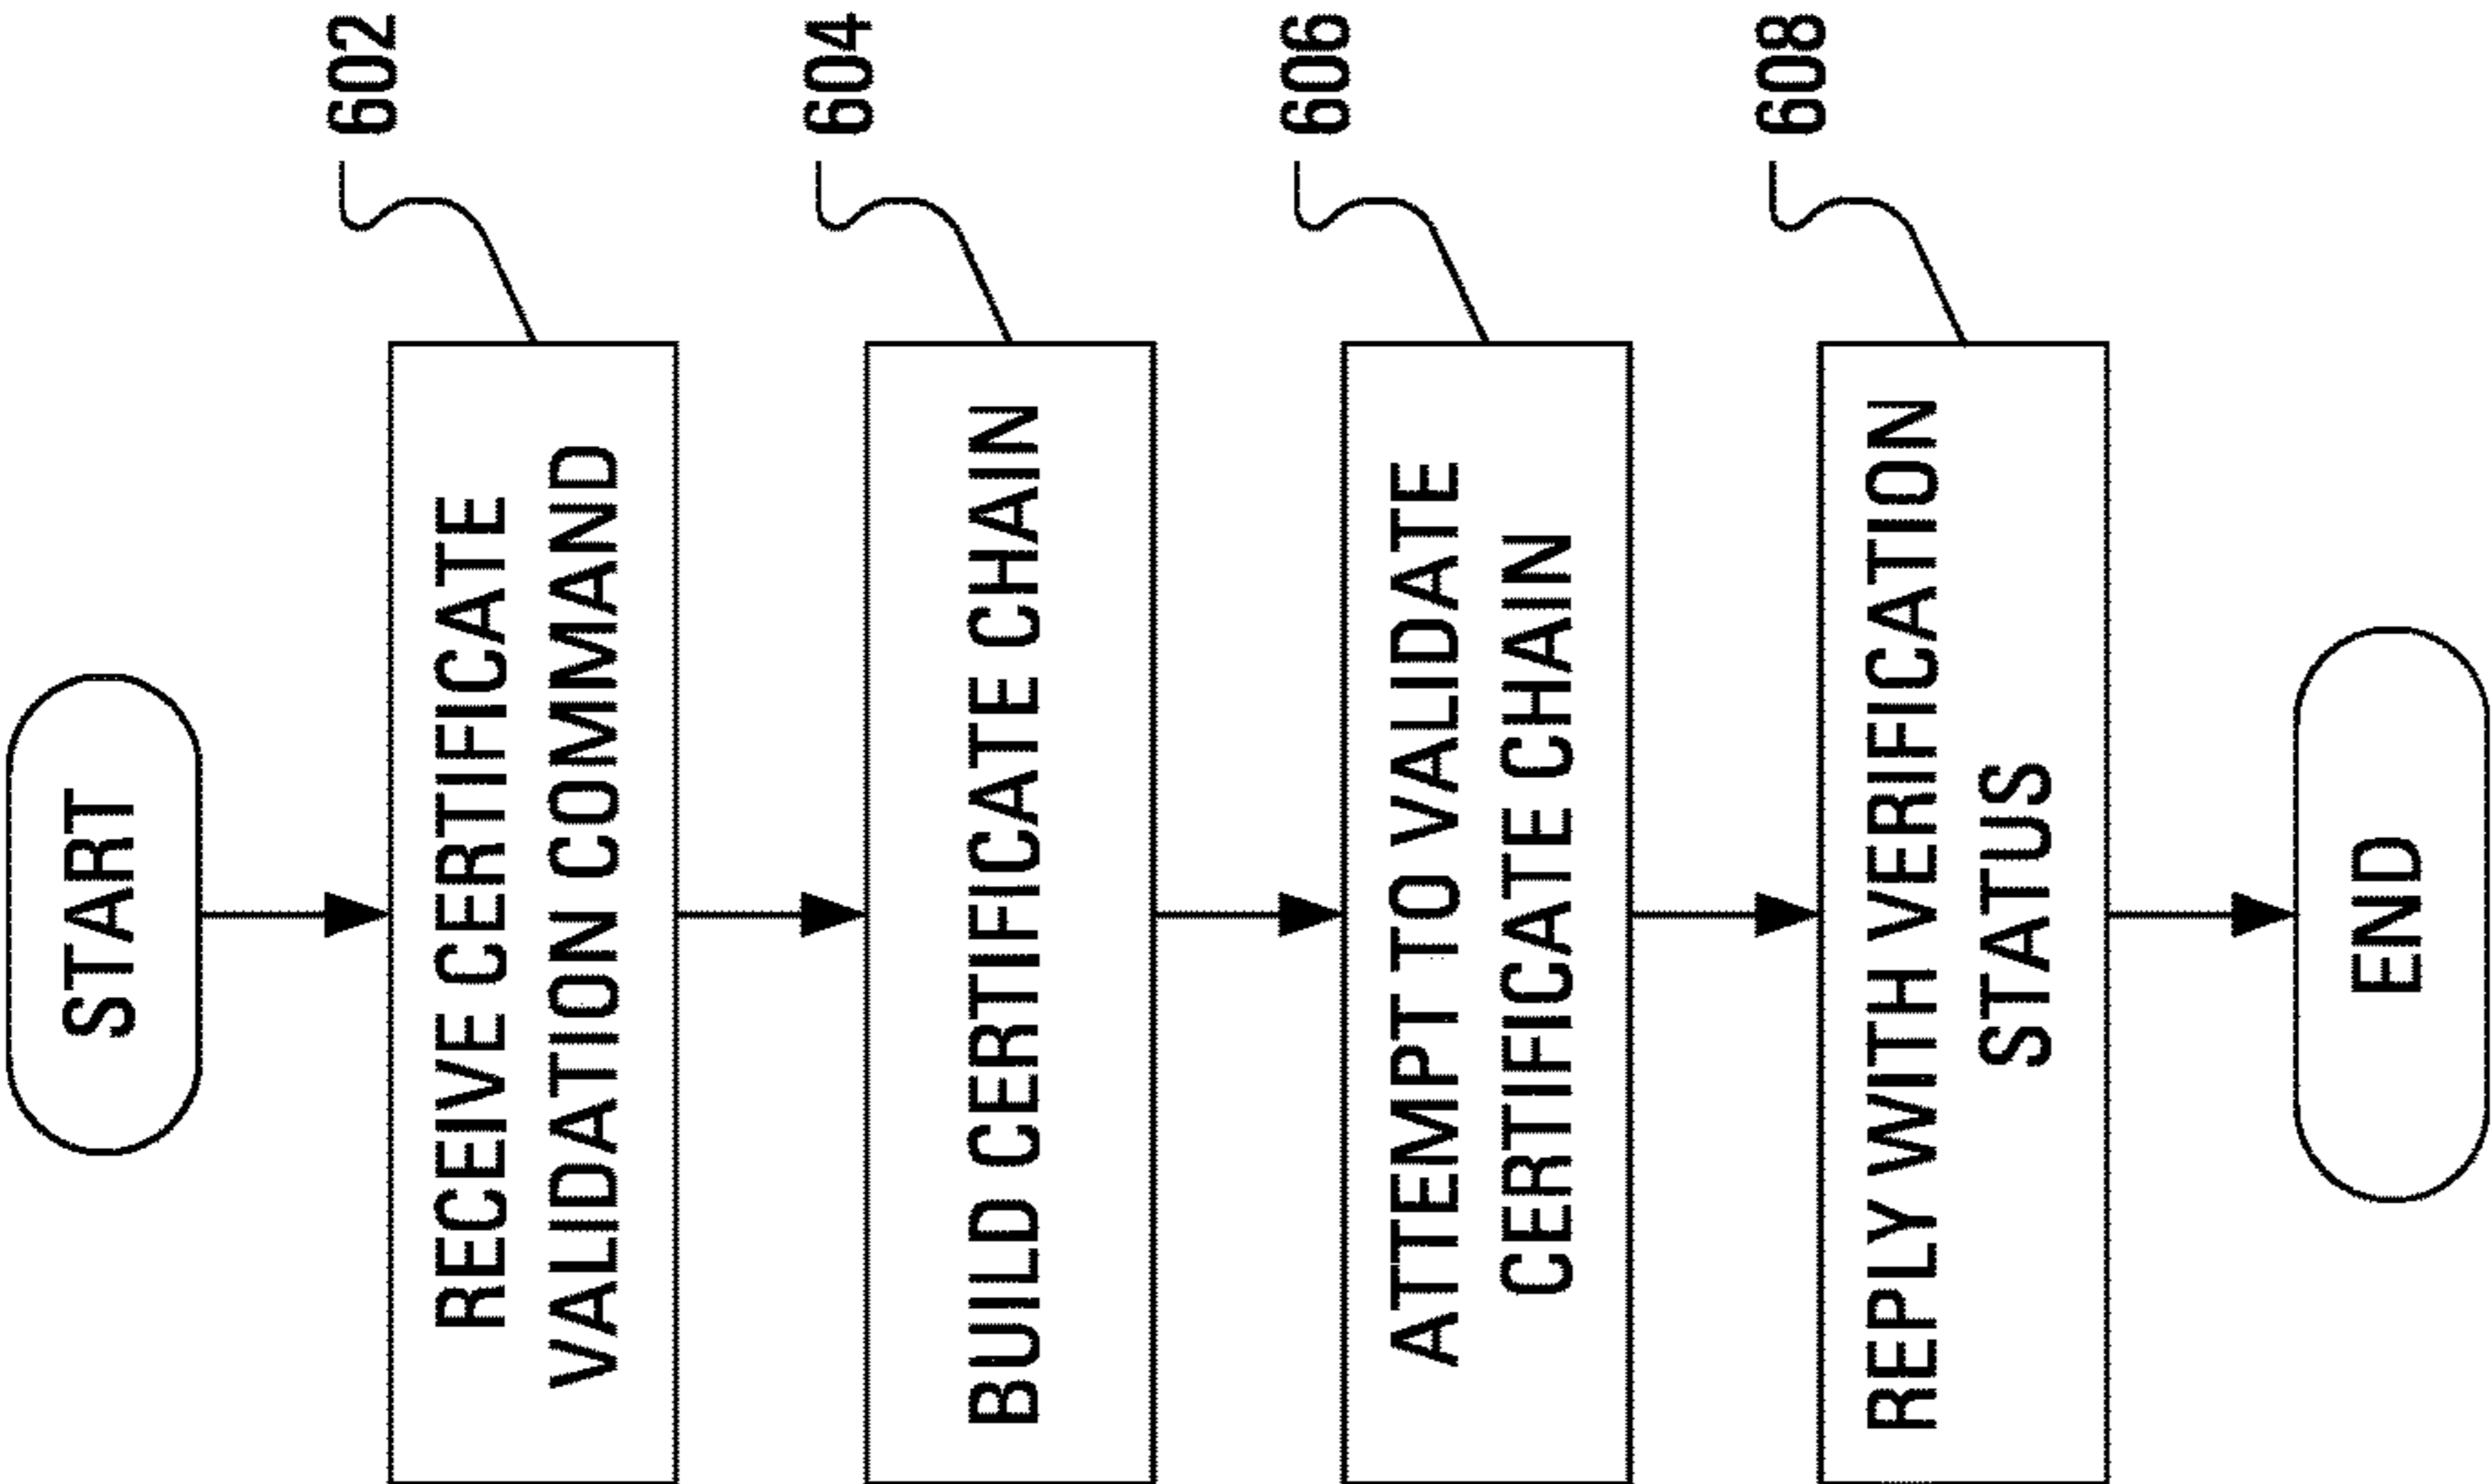 START
602
RECEIVE CERTIFICATE
VALIDATION COMMAND
604
BUILD CERTIFICATE CHAIN
606
ATTEMPT TO VALIDATE
CERTIFICATE CHAIN
608
REPLY WITH VERIFICATION
STATUS
END